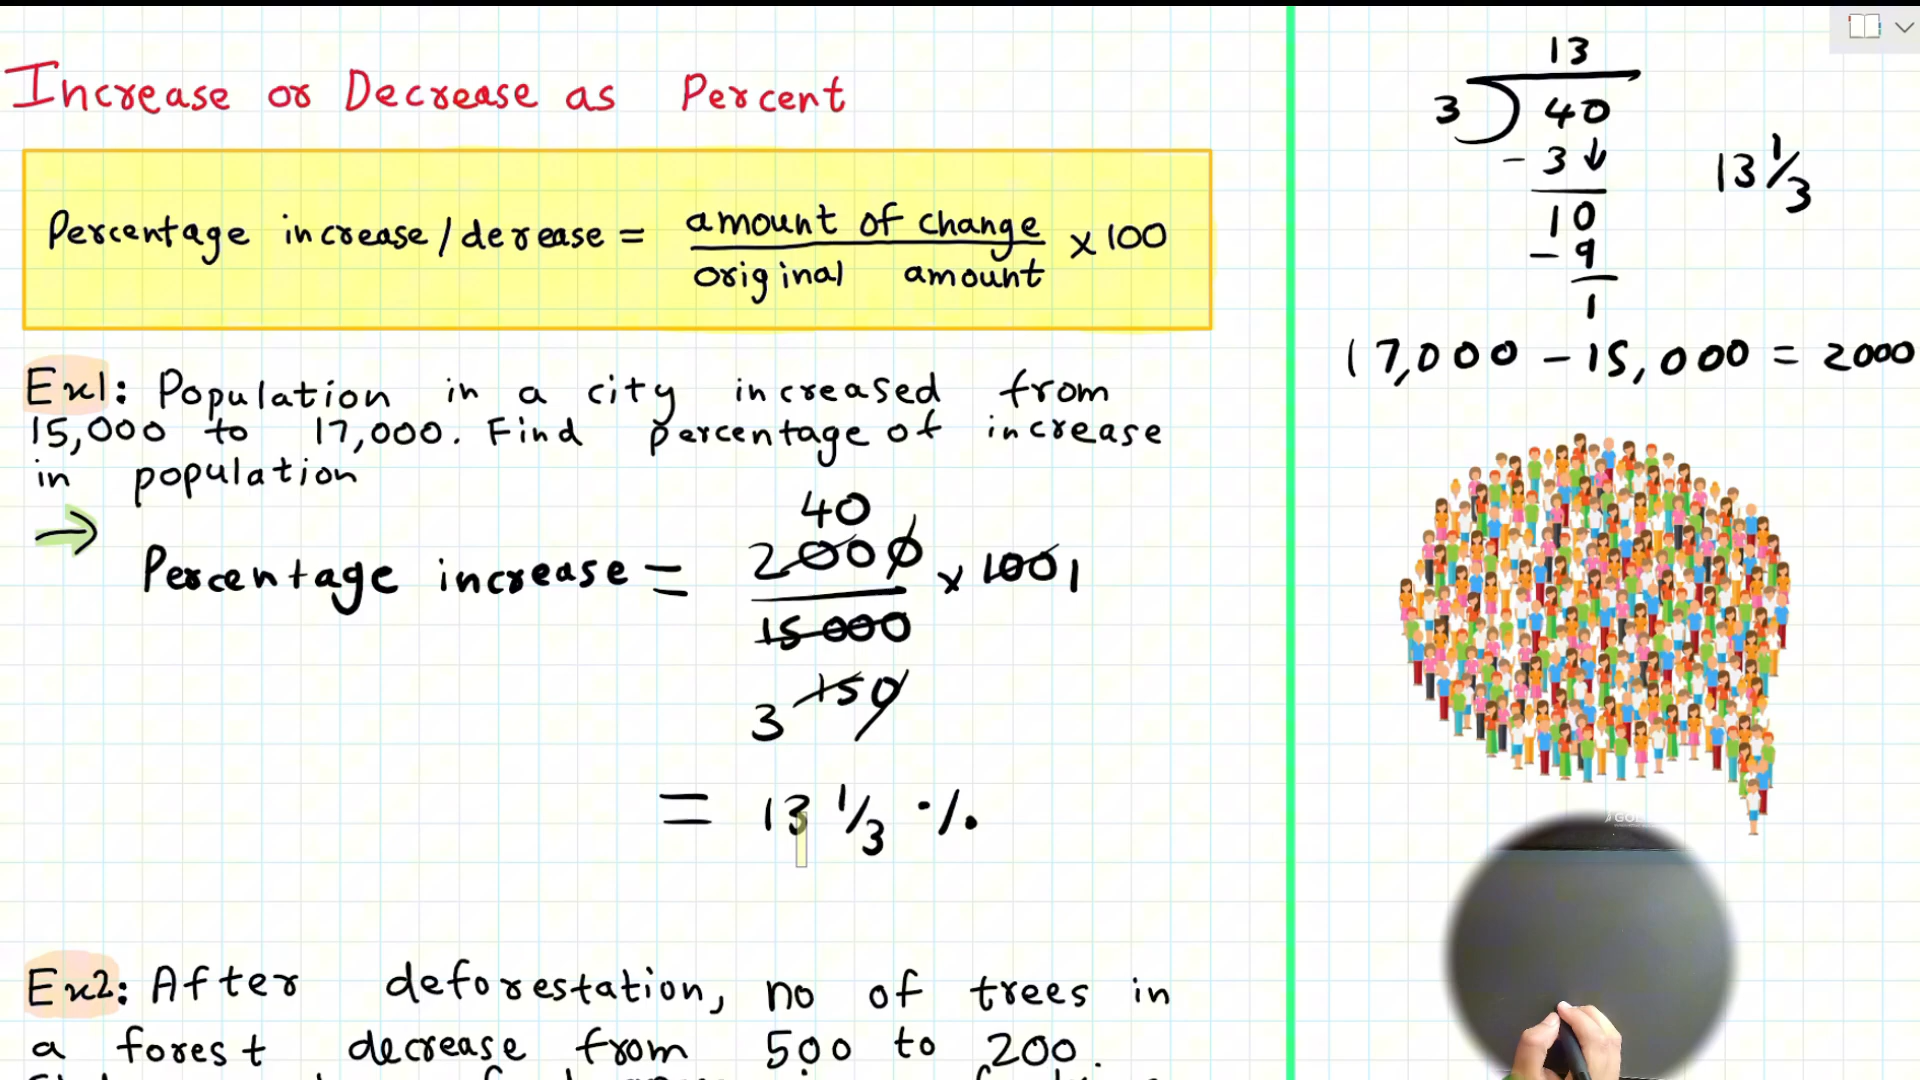 Increase or Decrease as Percent
Percentage increase/derease = amount of change / original amount × 100
Ex1: Population in a city increased from
15,000 to 17,000. Find percentage of increase
in population
→
40
Percentage increase = 2000 / 15000 × 100 1
3 150
= 13 1/3 %
Ex2: After deforestation, no of trees in
a forest decrease from 500 to 200.
13
3 40
- 3 ↓
13 1/3
10
- 9
1
17,000 - 15,000 = 2000